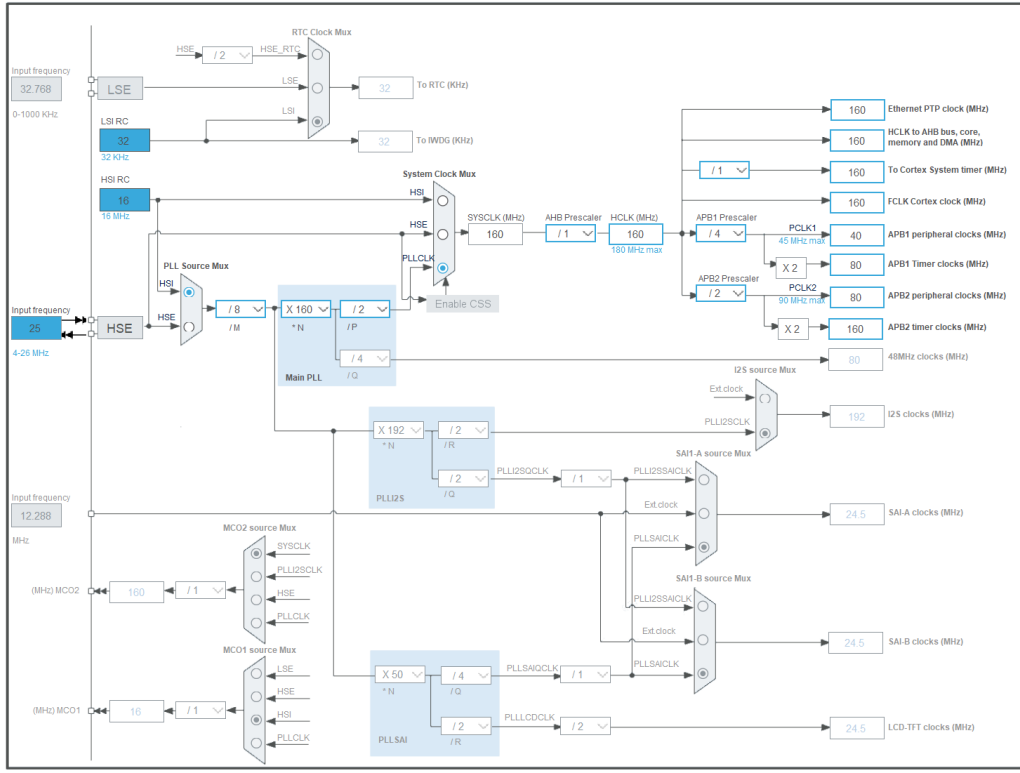 RTC Clock Mux
HSE
/ 2
HSE_RTC
Input frequency
32.768
0-1000 KHz
LSE
LSE
32
To RTC (KHz)
LSI RC
32
32 KHz
LSI
32
To IWDG (KHz)
HSI RC
16
16 MHz
System Clock Mux
HSI
HSE
PLLCLK
Enable CSS
SYSCLK (MHz)
160
AHB Prescaler
/ 1
HCLK (MHz)
160
180 MHz max
160
Ethernet PTP clock (MHz)
160
HCLK to AHB bus, core,
memory and DMA (MHz)
/ 1
160
To Cortex System timer (MHz)
160
FCLK Cortex clock (MHz)
APB1 Prescaler
/ 4
PCLK1
45 MHz max
40
APB1 peripheral clocks (MHz)
X 2
80
APB1 Timer clocks (MHz)
APB2 Prescaler
/ 2
PCLK2
90 MHz max
80
APB2 peripheral clocks (MHz)
X 2
160
APB2 timer clocks (MHz)
PLL Source Mux
HSI
HSE
Input frequency
25
4-26 MHz
HSE
/ 8
/ M
X 160
* N
/ 2
/ P
/ 4
/ Q
Main PLL
80
48MHz clocks (MHz)
I2S source Mux
Ext.clock
PLLI2SCLK
192
I2S clocks (MHz)
X 192
* N
/ 2
/ R
/ 2
/ Q
PLLI2S
PLLI2SQCLK
/ 1
SAI1-A source Mux
PLLI2SSAICLK
Ext.clock
PLLSAICLK
24.5
SAI-A clocks (MHz)
Input frequency
12.288
MHz
MCO2 source Mux
SYSCLK
PLLI2SCLK
HSE
PLLCLK
(MHz) MCO2
160
/ 1
SAI1-B source Mux
PLLI2SSAICLK
Ext.clock
PLLSAICLK
24.5
SAI-B clocks (MHz)
MCO1 source Mux
LSE
HSE
HSI
PLLCLK
(MHz) MCO1
16
/ 1
X 50
* N
/ 4
/ Q
PLLSAIQCLK
/ 1
/ 2
/ R
PLLSAI
PLLLCDCLK
/ 2
24.5
LCD-TFT clocks (MHz)